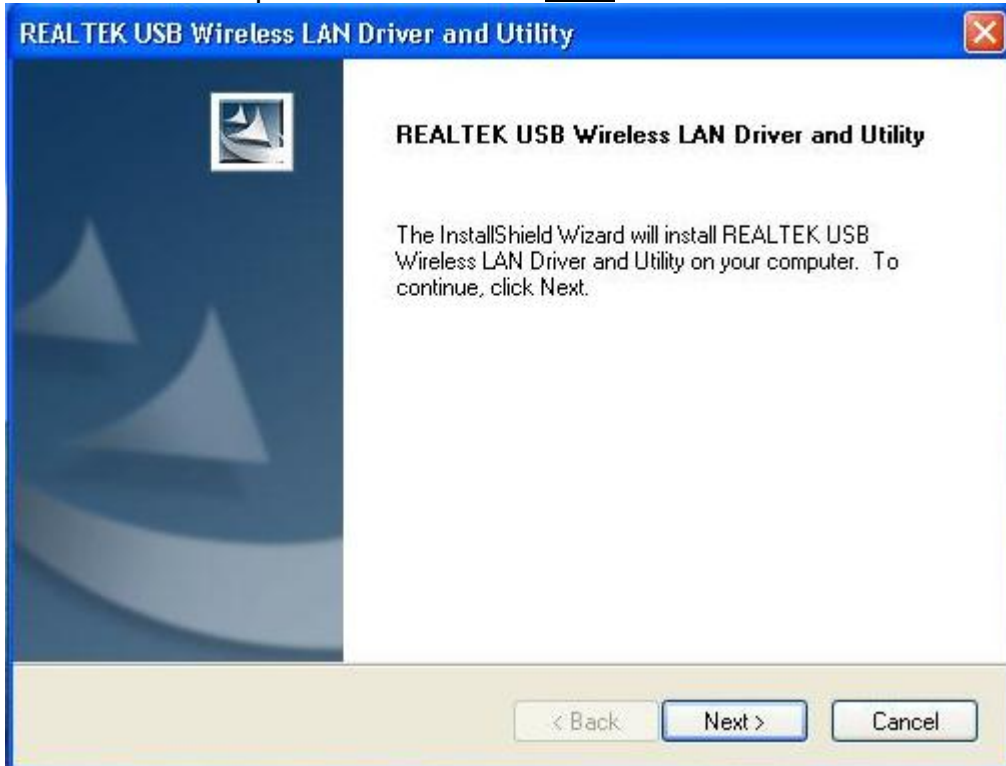 REALTEK USB Wireless LAN Driver and Utility
REALTEK USB Wireless LAN Driver and Utility
The InstallShield Wizard will install REALTEK USB
Wireless LAN Driver and Utility on your computer. To
continue, click Next.
< Back Next > Cancel